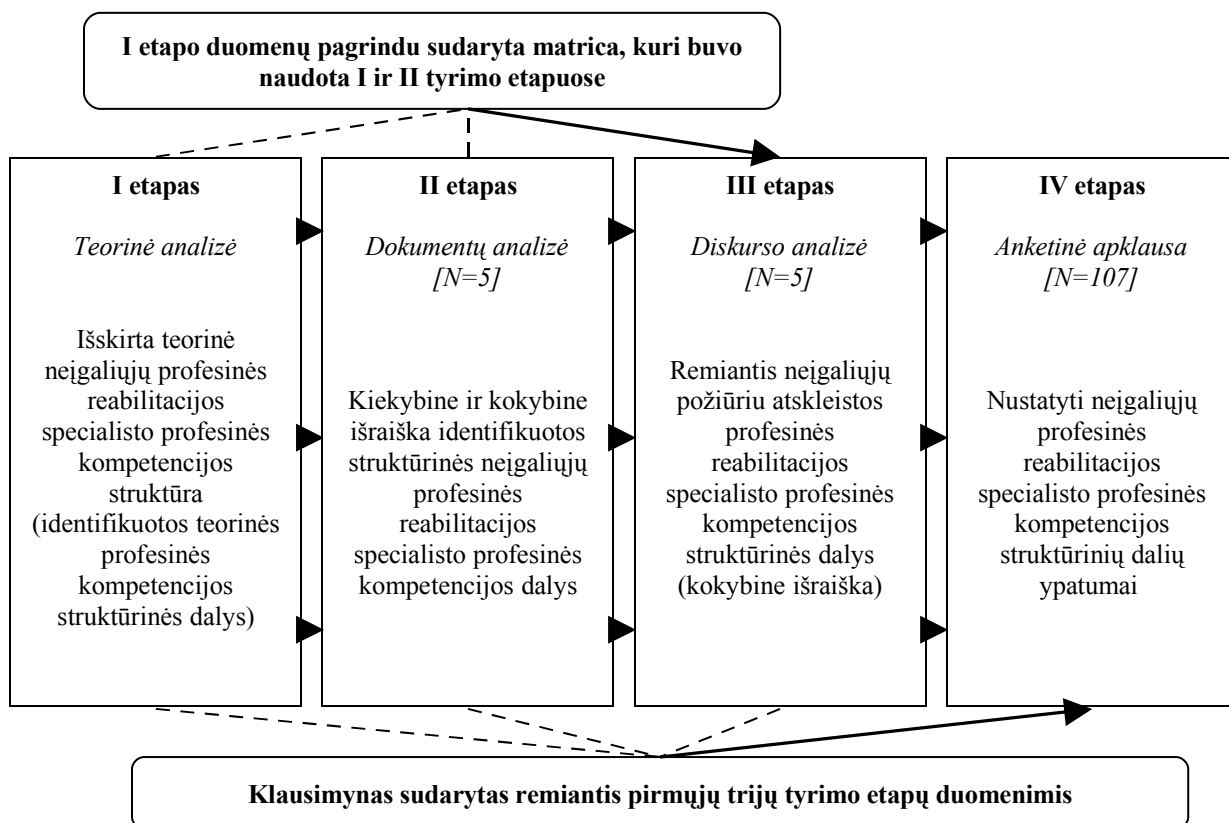 I etapo duomenų pagrindu sudaryta matrica, kuri buvo
naudota I ir II tyrimo etapuose
I etapas
Teorinė analizė
Išskirta teorinė
neįgaliųjų profesinės
reabilitacijos
specialisto profesinės
kompetencijos
struktūra
(identifikuotos teorinės
profesinės
kompetencijos
struktūrinės dalys)
II etapas
Dokumentų analizė
[N=5]
Kiekybine ir kokybine
išraiška identifikuotos
struktūrinės neįgaliųjų
profesinės
reabilitacijos
specialisto profesinės
kompetencijos dalys
III etapas
Diskurso analizė
[N=5]
Remiantis neįgaliųjų
požiūriu atskleistos
profesinės
reabilitacijos
specialisto profesinės
kompetencijos
struktūrinės dalys
(kokybine išraiška)
IV etapas
Anketinė apklausa
[N=107]
Nustatyti neįgaliųjų
profesinės
reabilitacijos
specialisto profesinės
kompetencijos
struktūrinių dalių
ypatumai
Klausimynas sudarytas remiantis pirmųjų trijų tyrimo etapų duomenimis